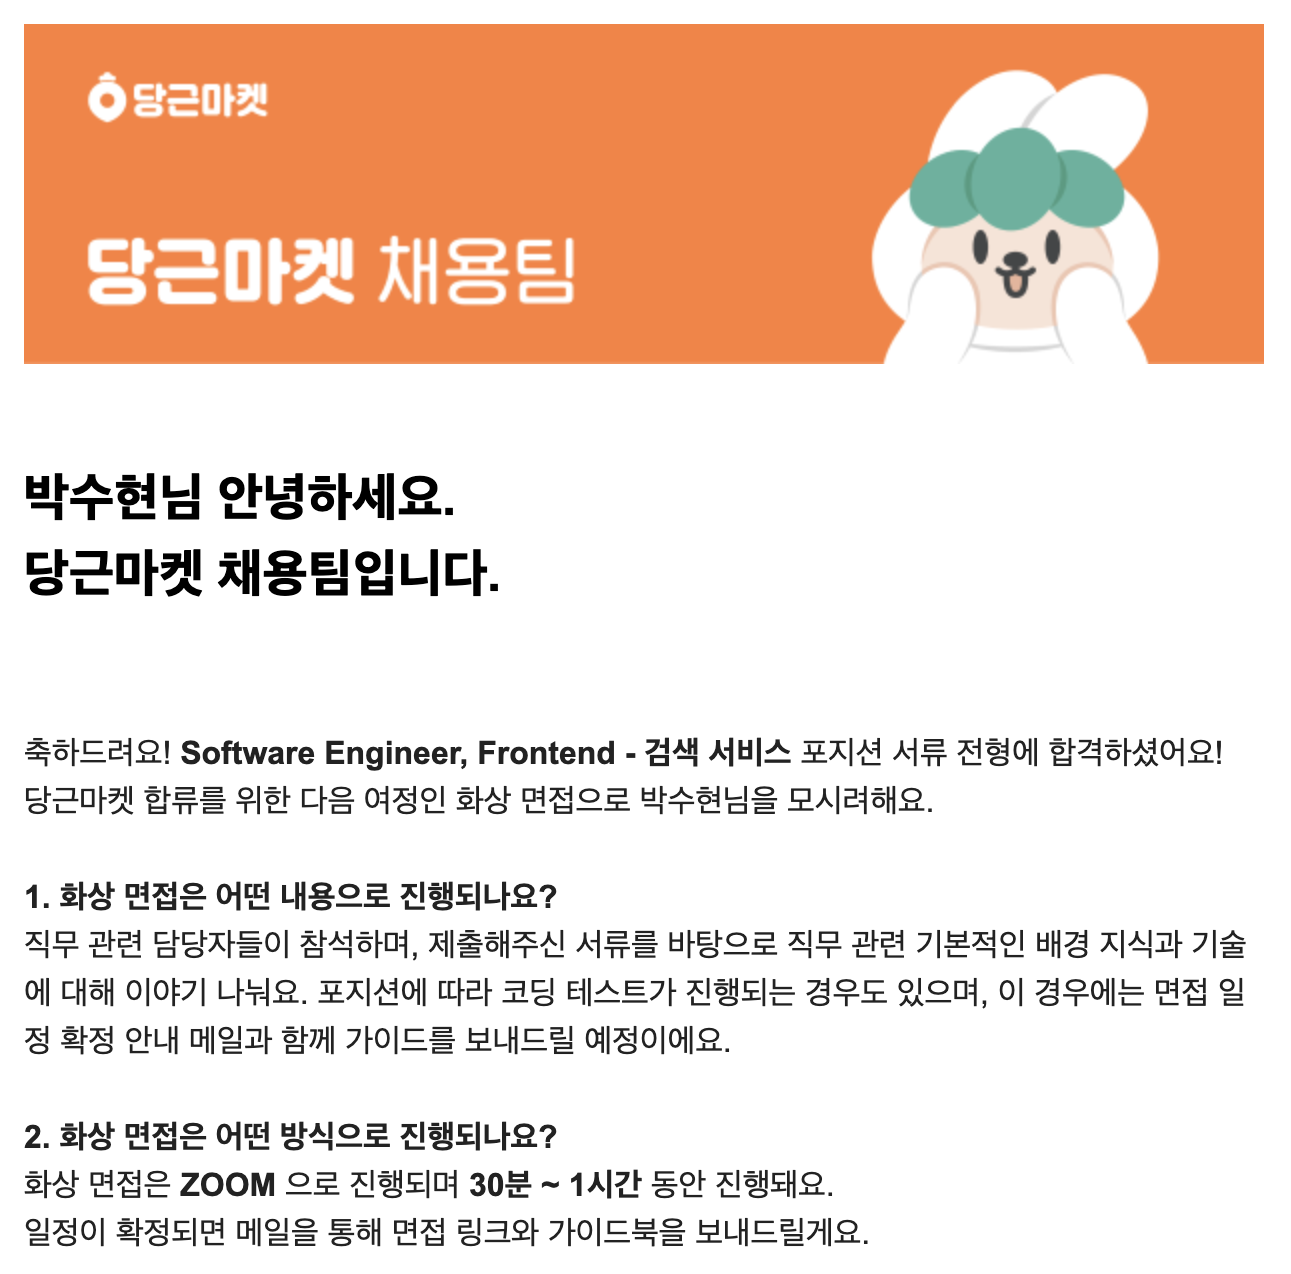 당근마켓
당근마켓 채용팀
박수현님 안녕하세요.
당근마켓 채용팀입니다.
축하드려요! Software Engineer, Frontend - 검색 서비스 포지션 서류 전형에 합격하셨어요!
당근마켓 합류를 위한 다음 여정인 화상 면접으로 박수현님을 모시려해요.
1. 화상 면접은 어떤 내용으로 진행되나요?
직무 관련 담당자들이 참석하며, 제출해주신 서류를 바탕으로 직무 관련 기본적인 배경 지식과 기술
에 대해 이야기 나눠요. 포지션에 따라 코딩 테스트가 진행되는 경우도 있으며, 이 경우에는 면접 일
정 확정 안내 메일과 함께 가이드를 보내드릴 예정이에요.
2. 화상 면접은 어떤 방식으로 진행되나요?
화상 면접은 ZOOM 으로 진행되며 30분 ~ 1시간 동안 진행돼요.
일정이 확정되면 메일을 통해 면접 링크와 가이드북을 보내드릴게요.